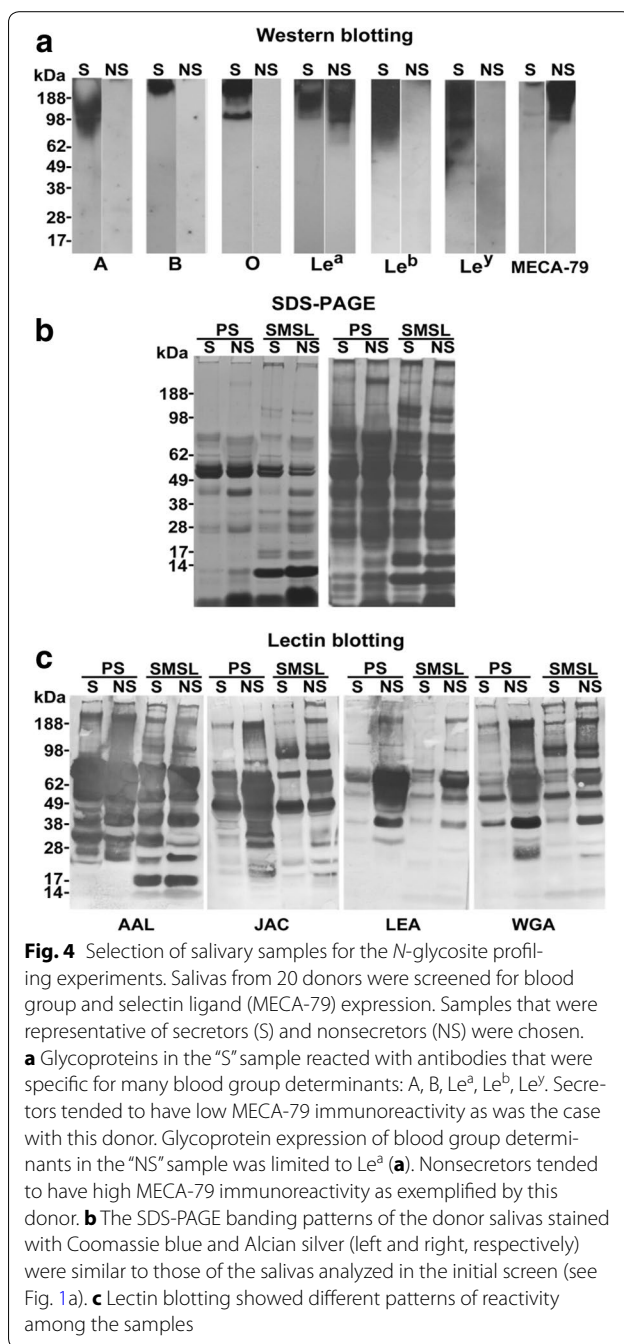 a
Western blotting
kDa S NS S NS S NS S NS S NS S NS S NS
188-
98-
62-
49-
38-
28-
17-
A B O Leᵃ Leᵇ Leʸ MECA-79
SDS-PAGE
b
PS SMSL PS SMSL
S NS S NS S NS S NS
kDa
188-
98-
62-
49-
38-
28-
17-
14-
Lectin blotting
c
PS SMSL PS SMSL PS SMSL PS SMSL
S NS S NS S NS S NS S NS S NS S NS S NS
kDa
188-
98-
62-
49-
38-
28-
17-
14-
AAL JAC LEA WGA
Fig. 4 Selection of salivary samples for the N-glycosite profil-
ing experiments. Salivas from 20 donors were screened for blood
group and selectin ligand (MECA-79) expression. Samples that were
representative of secretors (S) and nonsecretors (NS) were chosen.
a Glycoproteins in the “S” sample reacted with antibodies that were
specific for many blood group determinants: A, B, Leᵃ, Leᵇ, Leʸ. Secre-
tors tended to have low MECA-79 immunoreactivity as was the case
with this donor. Glycoprotein expression of blood group determi-
nants in the “NS” sample was limited to Leᵃ (a). Nonsecretors tended
to have high MECA-79 immunoreactivity as exemplified by this
donor. b The SDS-PAGE banding patterns of the donor salivas stained
with Coomassie blue and Alcian silver (left and right, respectively)
were similar to those of the salivas analyzed in the initial screen (see
Fig. 1a). c Lectin blotting showed different patterns of reactivity
among the samples